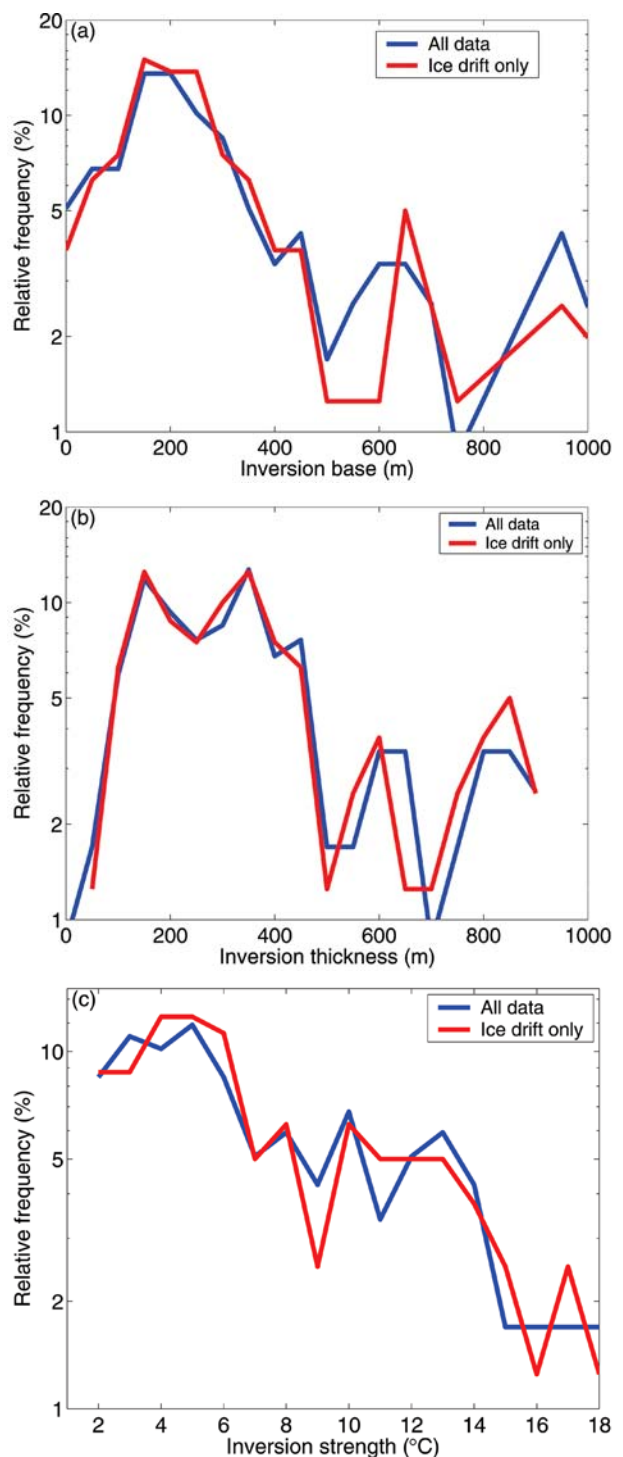 (a)
All data
Ice drift only
20
10
5
2
1
Relative frequency (%)
0 200 400 600 800 1000
Inversion base (m)
(b)
All data
Ice drift only
20
10
5
2
1
Relative frequency (%)
0 200 400 600 800 1000
Inversion thickness (m)
(c)
All data
Ice drift only
10
5
2
1
Relative frequency (%)
2 4 6 8 10 12 14 16 18
Inversion strength (°C)